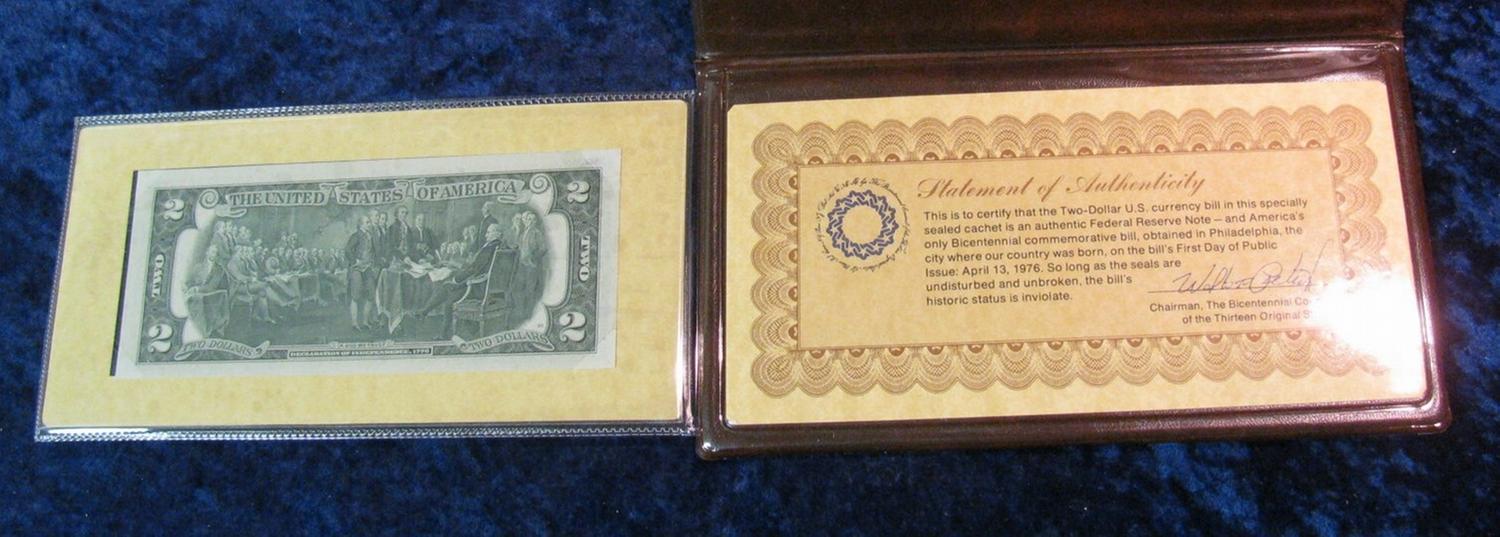 THE UNITED STATES OF AMERICA
2
2
TWO
TWO
2
2
TWO DOLLARS
TWO DOLLARS
DECLARATION OF INDEPENDENCE, 1776
Statement of Authenticity
This is to certify that the Two-Dollar U.S. currency bill in this specially
sealed cachet is an authentic Federal Reserve Note – and America's
only Bicentennial commemorative bill, obtained in Philadelphia, the
city where our country was born, on the bill's First Day of Public
Issue: April 13, 1976. So long as the seals are
undisturbed and unbroken, the bill's
historic status is inviolate.
Chairman, The Bicentennial
of the Thirteen Original